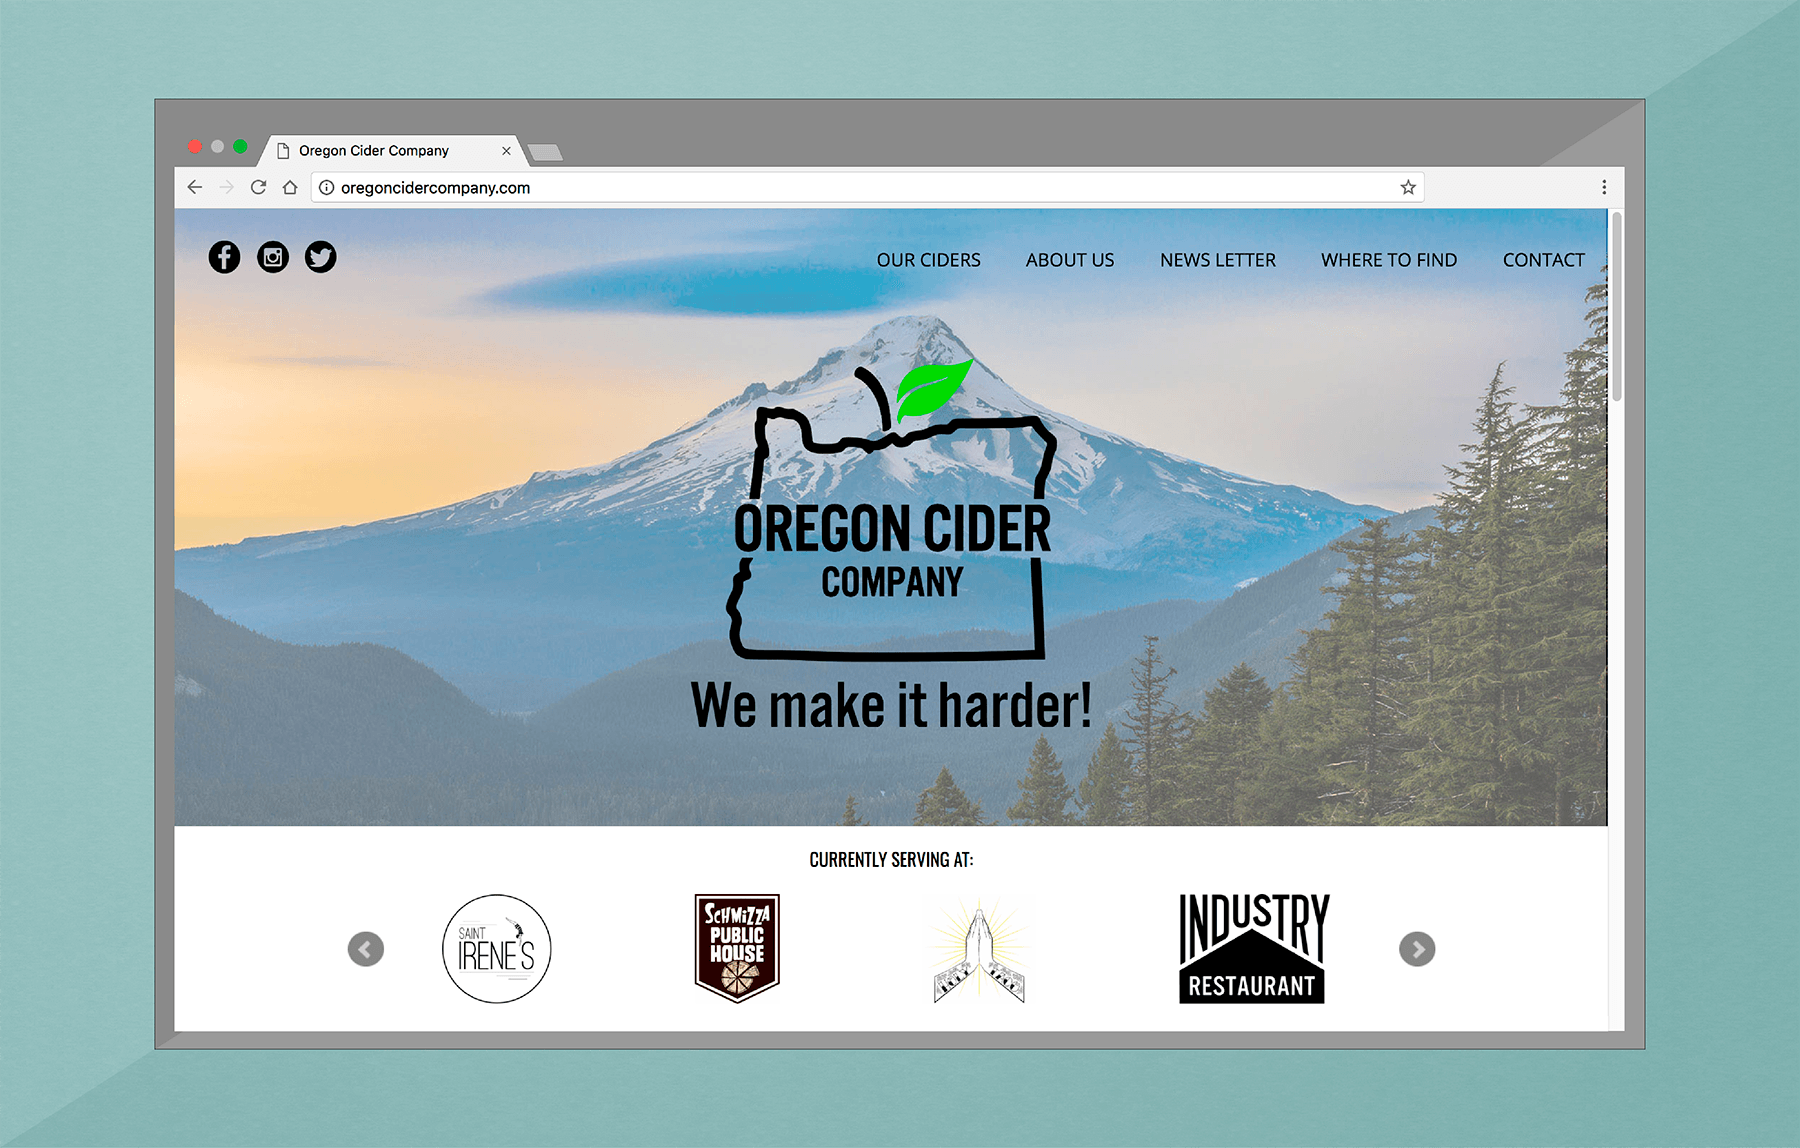 Oregon Cider Company
oregoncidercompany.com
OUR CIDERS
ABOUT US
NEWS LETTER
WHERE TO FIND
CONTACT
OREGON CIDER
COMPANY
We make it harder!
CURRENTLY SERVING AT:
SAINT
IRENE'S
SCHMIZZA
PUBLIC
HOUSE
INDUSTRY
RESTAURANT